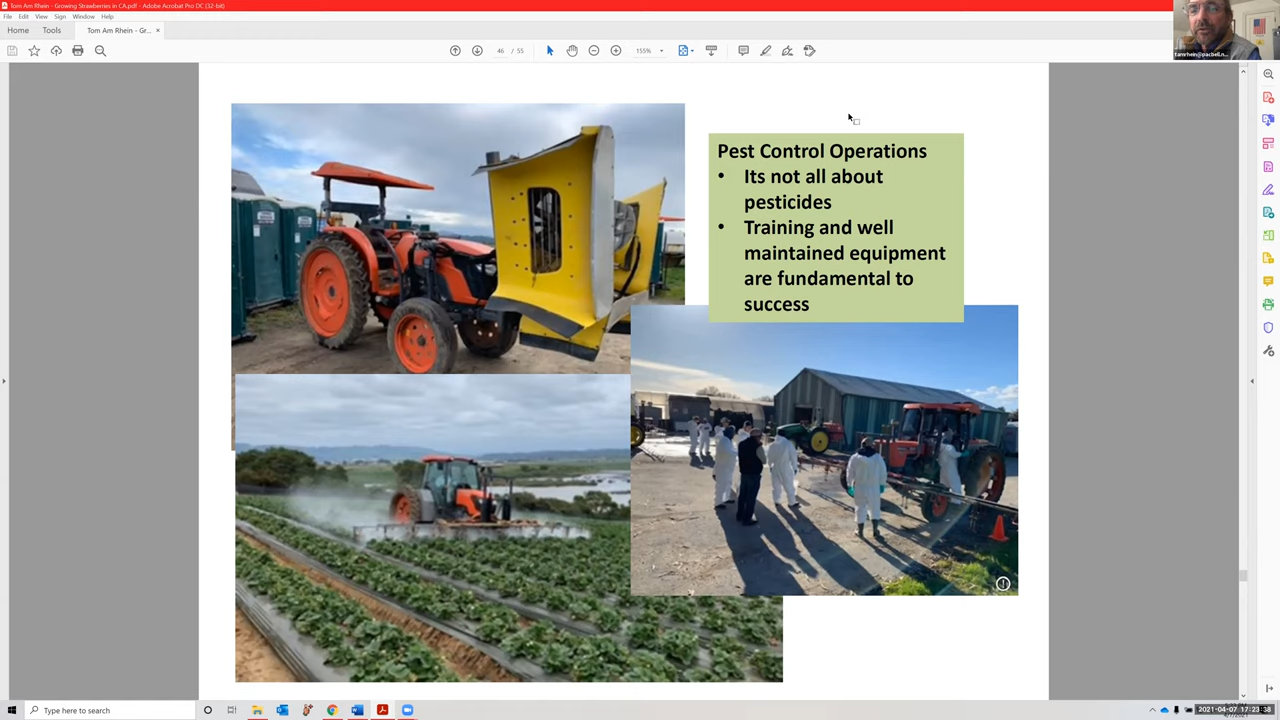 Tom Am Rhein - Growing Strawberries in CA.pdf - Adobe Acrobat Pro DC (32-bit)
File Edit View Sign Window Help
Home Tools Tom Am Rhein - Gr... ×
46 / 55 155%
tamrhein@pacbell.n...
Pest Control Operations
• Its not all about
pesticides
• Training and well
maintained equipment
are fundamental to
success
Type here to search
2021-04-07 17:23:38